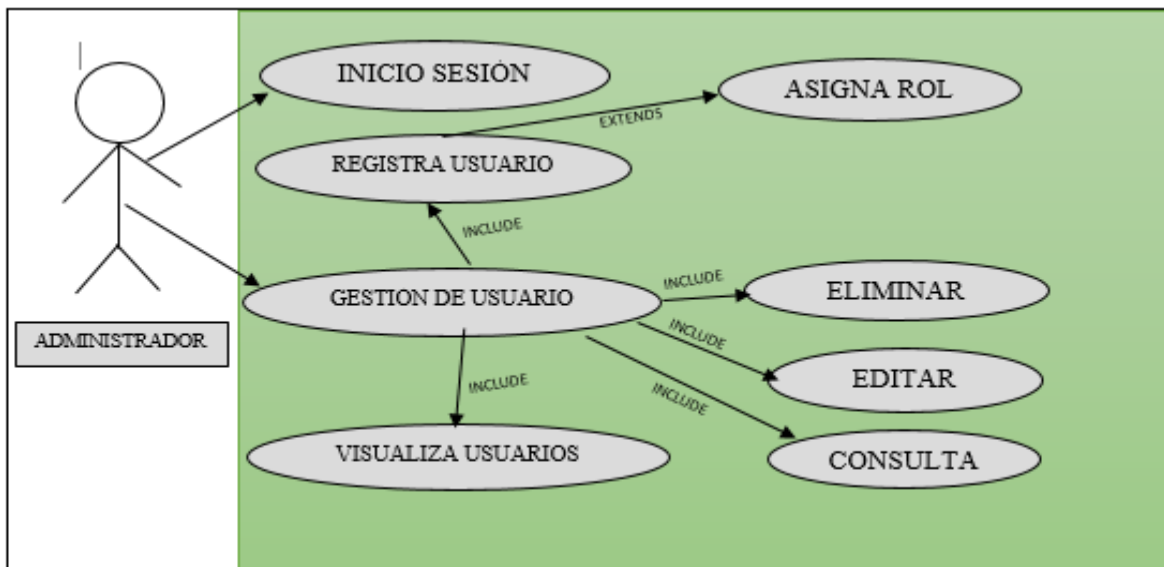 INICIO SESIÓN
ASIGNA ROL
EXTENDS
REGISTRA USUARIO
INCLUDE
GESTION DE USUARIO
INCLUDE
ELIMINAR
ADMINISTRADOR
INCLUDE
EDITAR
INCLUDE
INCLUDE
VISUALIZA USUARIOS
CONSULTA